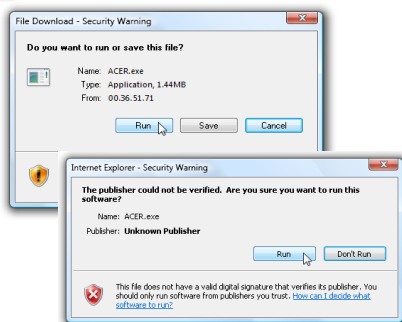 File Download - Security Warning
Do you want to run or save this file?
Name: ACER.exe
Type: Application, 1.44MB
From: 00.36.51.71
Run Save Cancel
Internet Explorer - Security Warning
The publisher could not be verified. Are you sure you want to run this
software?
Name: ACER.exe
Publisher: Unknown Publisher
Run Don't Run
This file does not have a valid digital signature that verifies its publisher. You
should only run software from publishers you trust. How can I decide what
software to run?